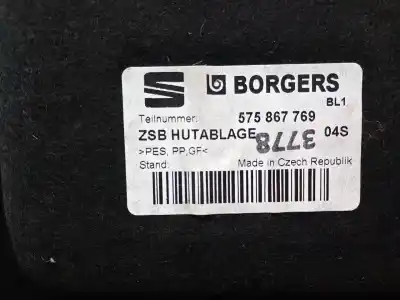 BORGERS
BL1
Teilnummer: 575 867 769
ZSB HUTABLAGE 04S
3778
>PES, PP,GF<
Stand: Made in Czech Republik